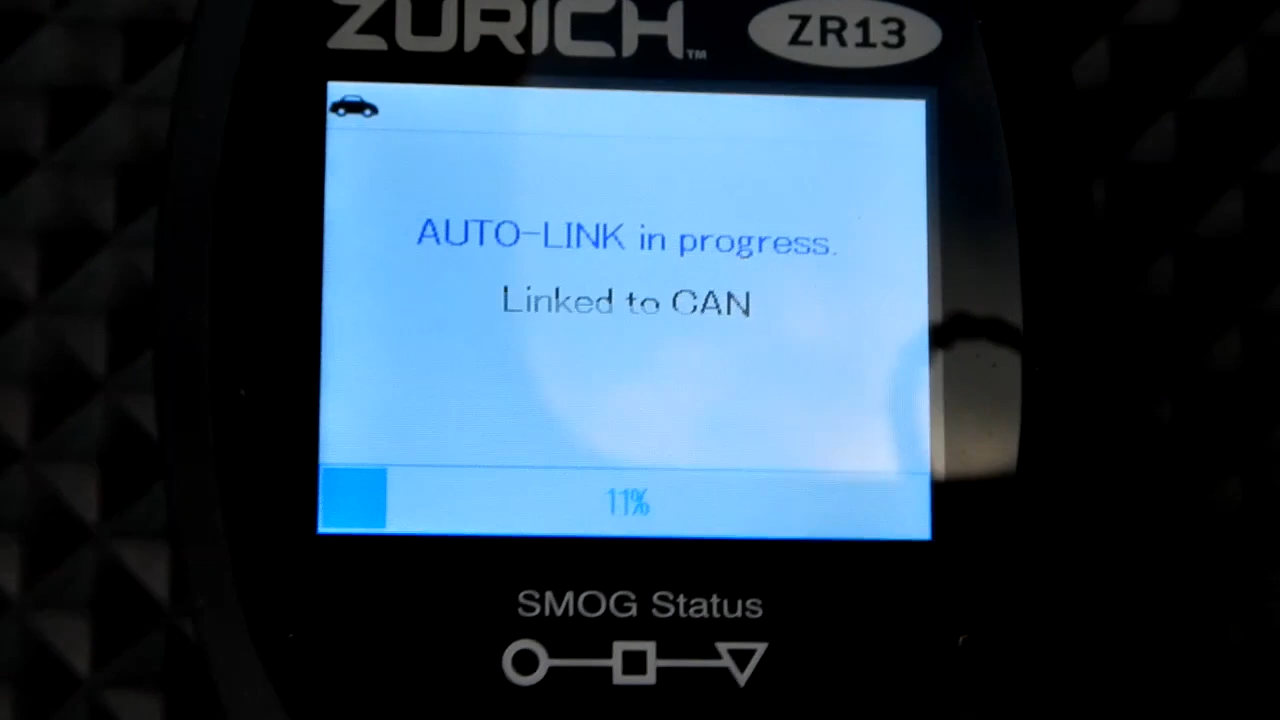 ZURICH™ ZR13
AUTO-LINK in progress.
Linked to CAN
11%
SMOG Status